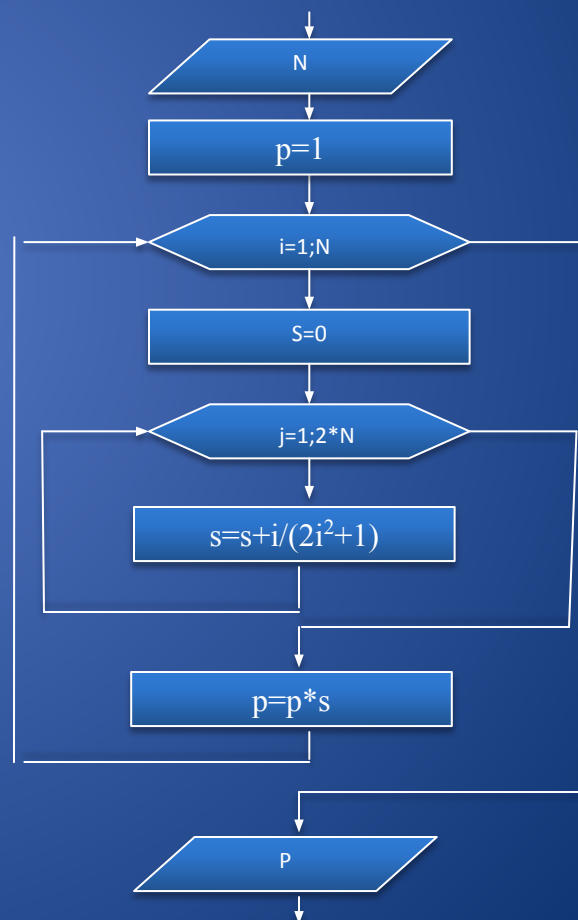 N
p=1
i=1;N
S=0
j=1;2*N
s=s+i/(2i²+1)
p=p*s
P